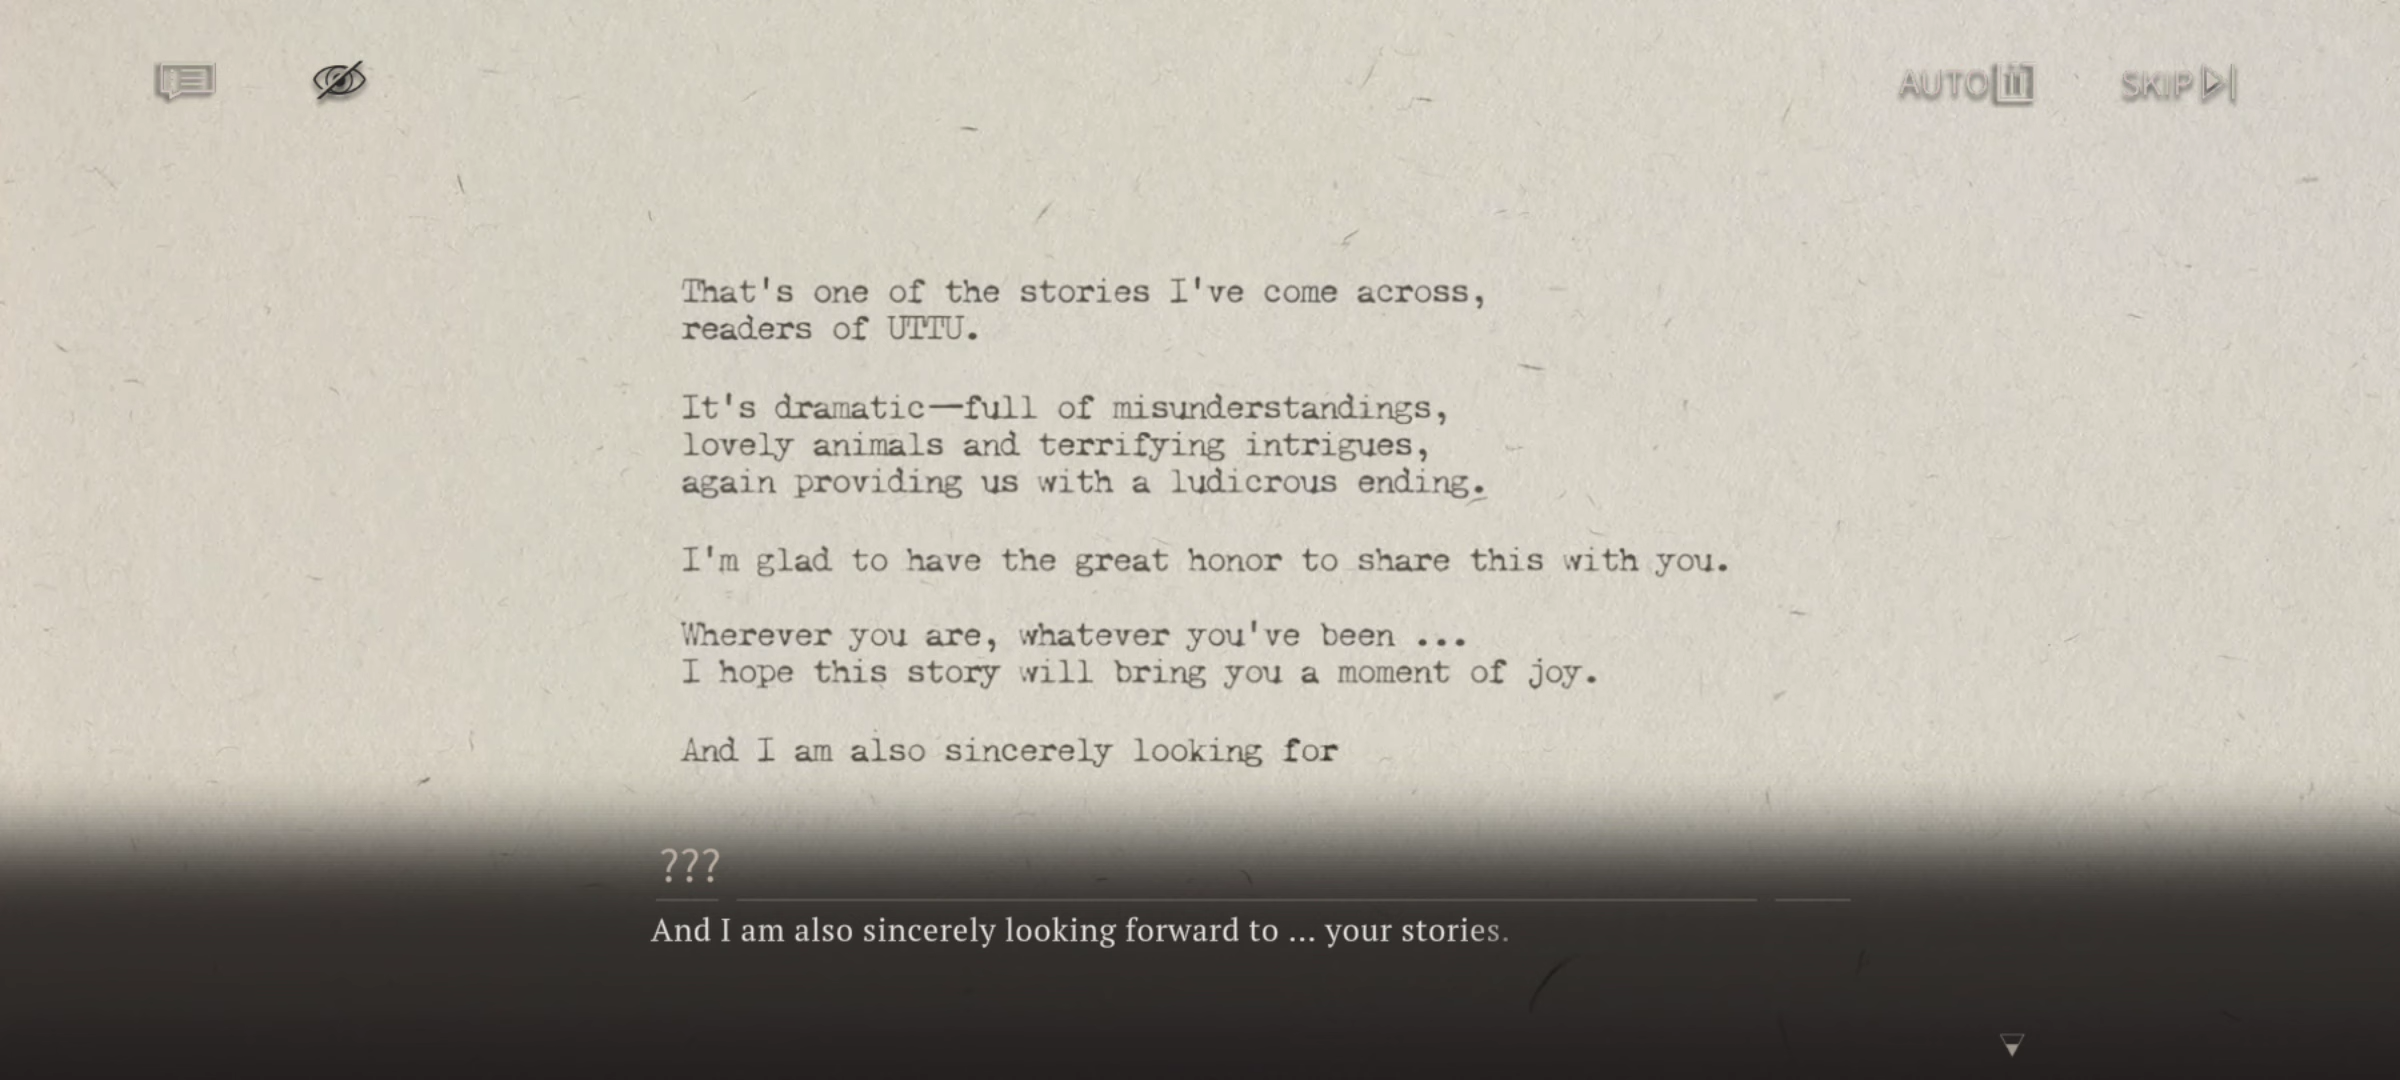 AUTO
SKIP
That's one of the stories I've come across,
readers of UTTU.
It's dramatic—full of misunderstandings,
lovely animals and terrifying intrigues,
again providing us with a ludicrous ending.
I'm glad to have the great honor to share this with you.
Wherever you are, whatever you've been ...
I hope this story will bring you a moment of joy.
And I am also sincerely looking for
???
And I am also sincerely looking forward to ... your stories.